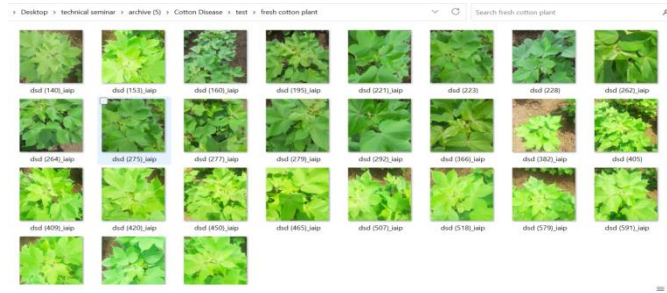 › Desktop › technical seminar › archive (5) › Cotton Disease › test › fresh cotton plant
Search fresh cotton plant
dsd (140)_iaip dsd (153)_iaip dsd (160)_iaip dsd (195)_iaip dsd (221)_iaip dsd (223) dsd (228) dsd (262)_iaip
dsd (264)_iaip dsd (275)_iaip dsd (277)_iaip dsd (279)_iaip dsd (292)_iaip dsd (366)_iaip dsd (382)_iaip dsd (405)
dsd (409)_iaip dsd (420)_iaip dsd (450)_iaip dsd (465)_iaip dsd (507)_iaip dsd (518)_iaip dsd (579)_iaip dsd (591)_iaip